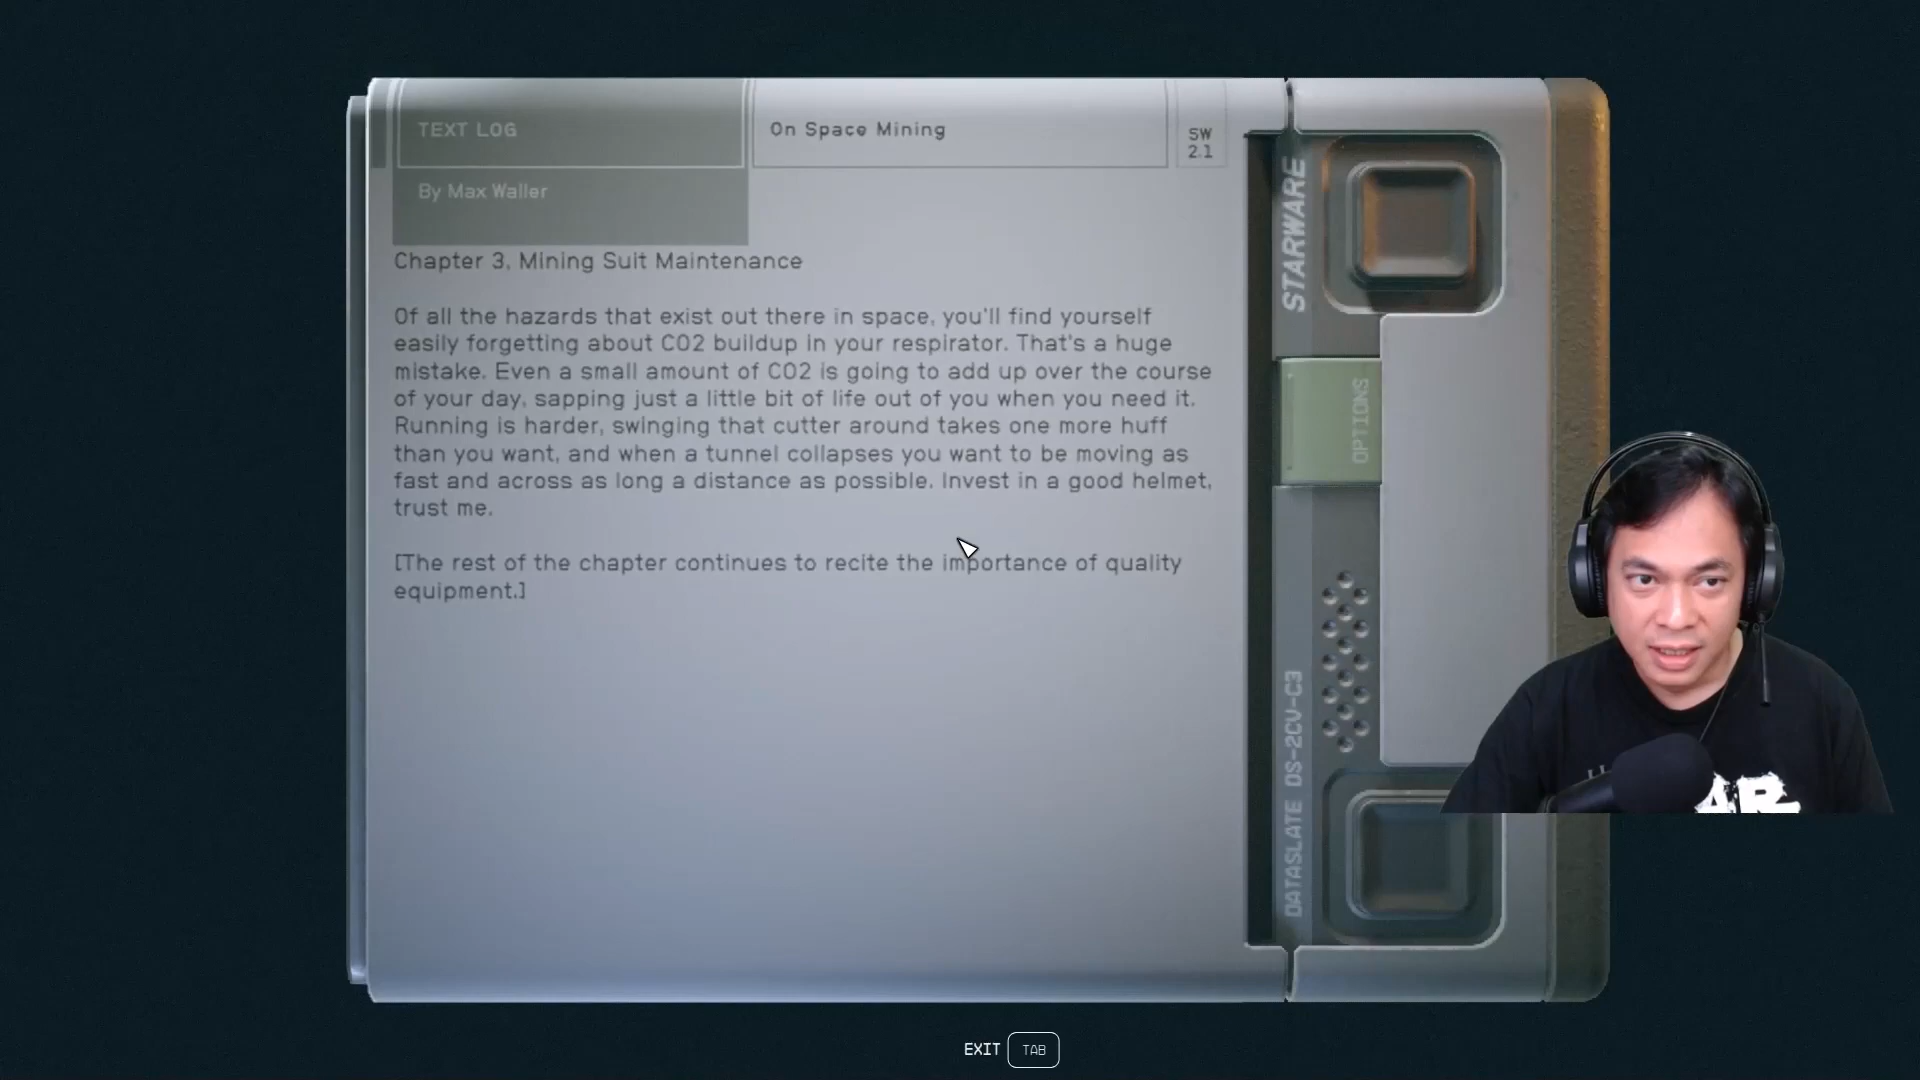 TEXT LOG
On Space Mining
SW
2.1
By Max Waller
Chapter 3, Mining Suit Maintenance
Of all the hazards that exist out there in space, you'll find yourself
easily forgetting about CO2 buildup in your respirator. That's a huge
mistake. Even a small amount of CO2 is going to add up over the course
of your day, sapping just a little bit of life out of you when you need it.
Running is harder, swinging that cutter around takes one more huff
than you want, and when a tunnel collapses you want to be moving as
fast and across as long a distance as possible. Invest in a good helmet,
trust me.
[The rest of the chapter continues to recite the importance of quality
equipment.]
STARWARE
OPTIONS
DATASLATE DS-2CV-C3
EXIT TAB